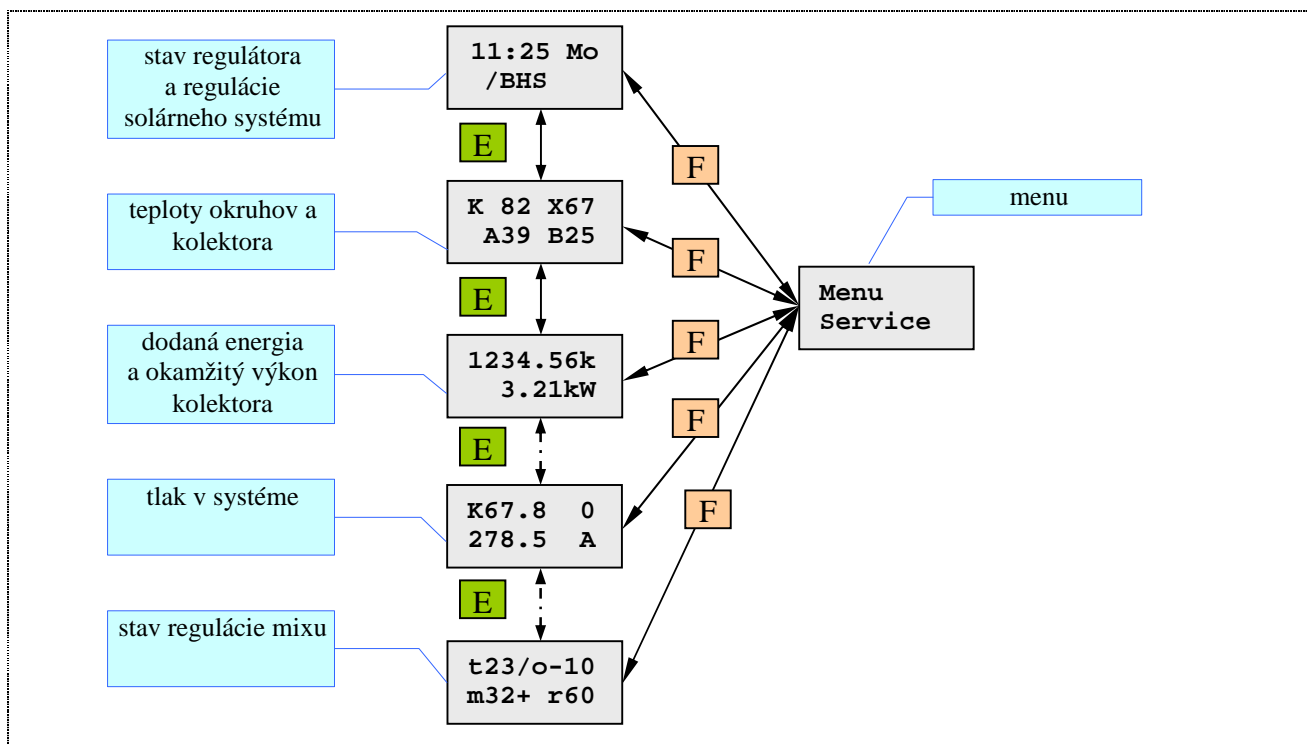 stav regulátora
a regulácie
solárneho systému
11:25 Mo
/BHS
E
F
teploty okruhov a
kolektora
K 82 X67
A39 B25
menu
F
E
Menu
Service
dodaná energia
a okamžitý výkon
kolektora
1234.56k
3.21kW
F
F
E
tlak v systéme
K67.8 0
278.5 A
F
E
stav regulácie mixu
t23/o-10
m32+ r60